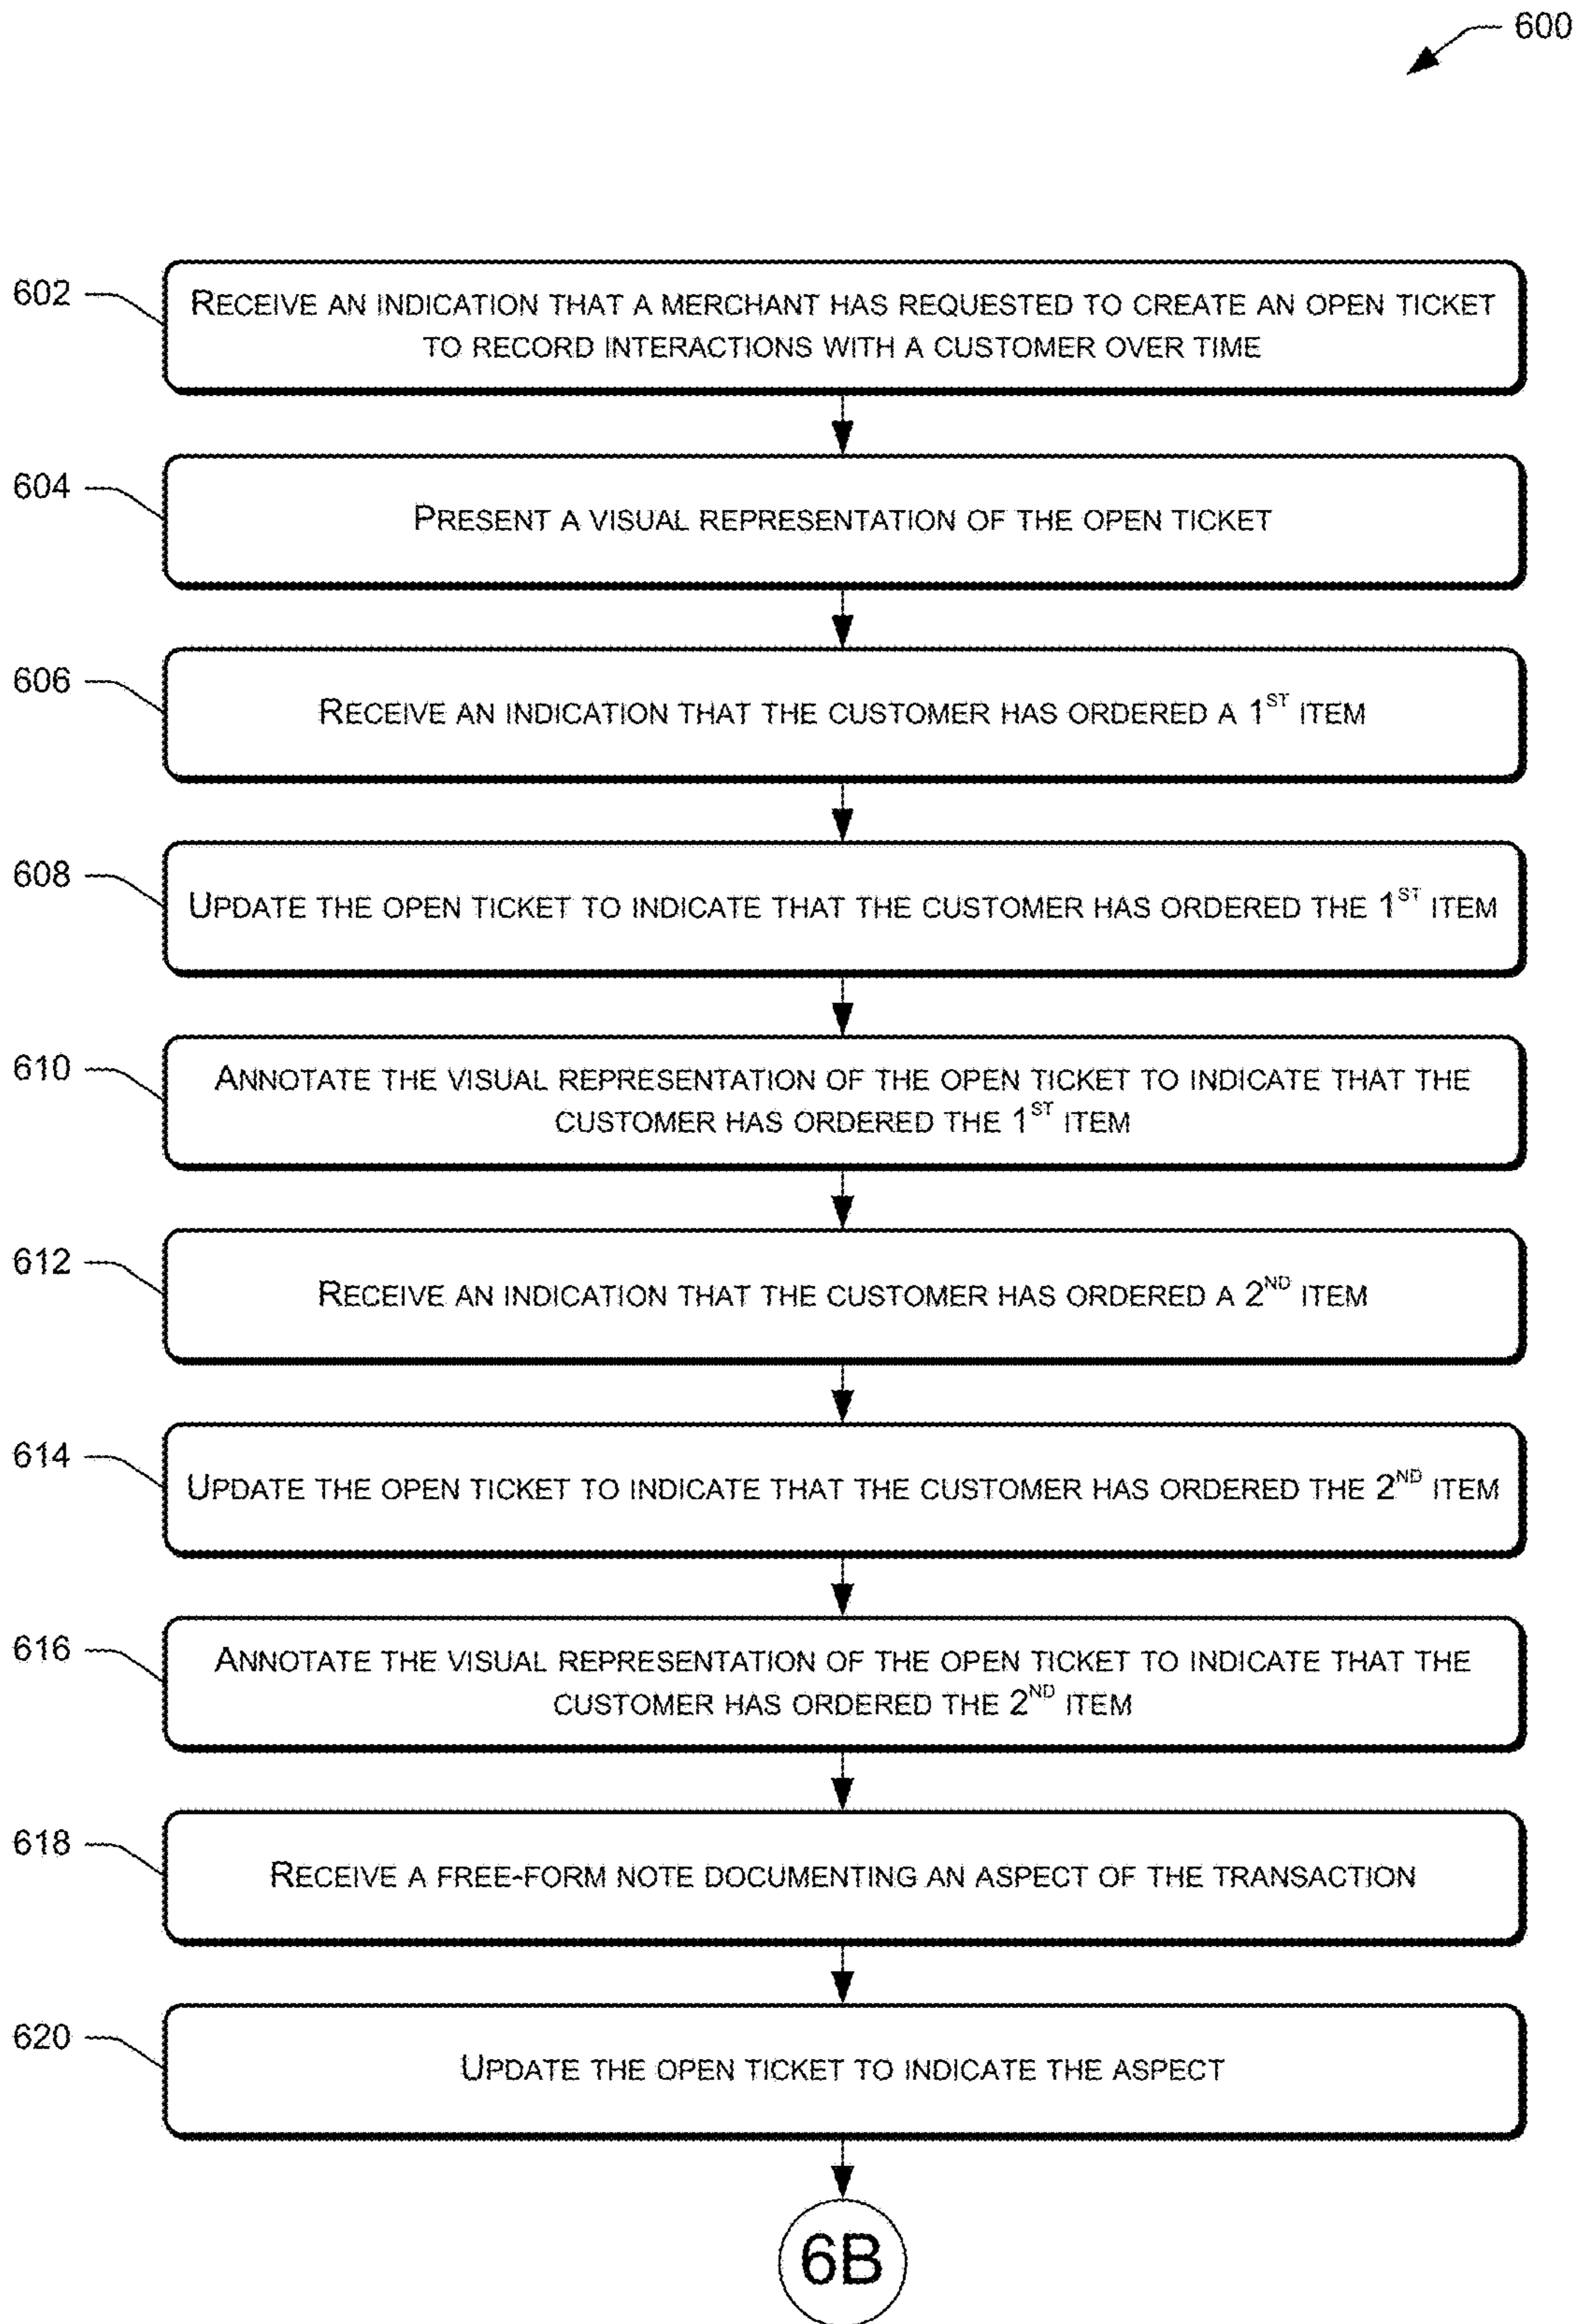 600
602
RECEIVE AN INDICATION THAT A MERCHANT HAS REQUESTED TO CREATE AN OPEN TICKET
TO RECORD INTERACTIONS WITH A CUSTOMER OVER TIME
604
PRESENT A VISUAL REPRESENTATION OF THE OPEN TICKET
606
RECEIVE AN INDICATION THAT THE CUSTOMER HAS ORDERED A 1ST ITEM
608
UPDATE THE OPEN TICKET TO INDICATE THAT THE CUSTOMER HAS ORDERED THE 1ST ITEM
610
ANNOTATE THE VISUAL REPRESENTATION OF THE OPEN TICKET TO INDICATE THAT THE
CUSTOMER HAS ORDERED THE 1ST ITEM
612
RECEIVE AN INDICATION THAT THE CUSTOMER HAS ORDERED A 2ND ITEM
614
UPDATE THE OPEN TICKET TO INDICATE THAT THE CUSTOMER HAS ORDERED THE 2ND ITEM
616
ANNOTATE THE VISUAL REPRESENTATION OF THE OPEN TICKET TO INDICATE THAT THE
CUSTOMER HAS ORDERED THE 2ND ITEM
618
RECEIVE A FREE-FORM NOTE DOCUMENTING AN ASPECT OF THE TRANSACTION
620
UPDATE THE OPEN TICKET TO INDICATE THE ASPECT
6B